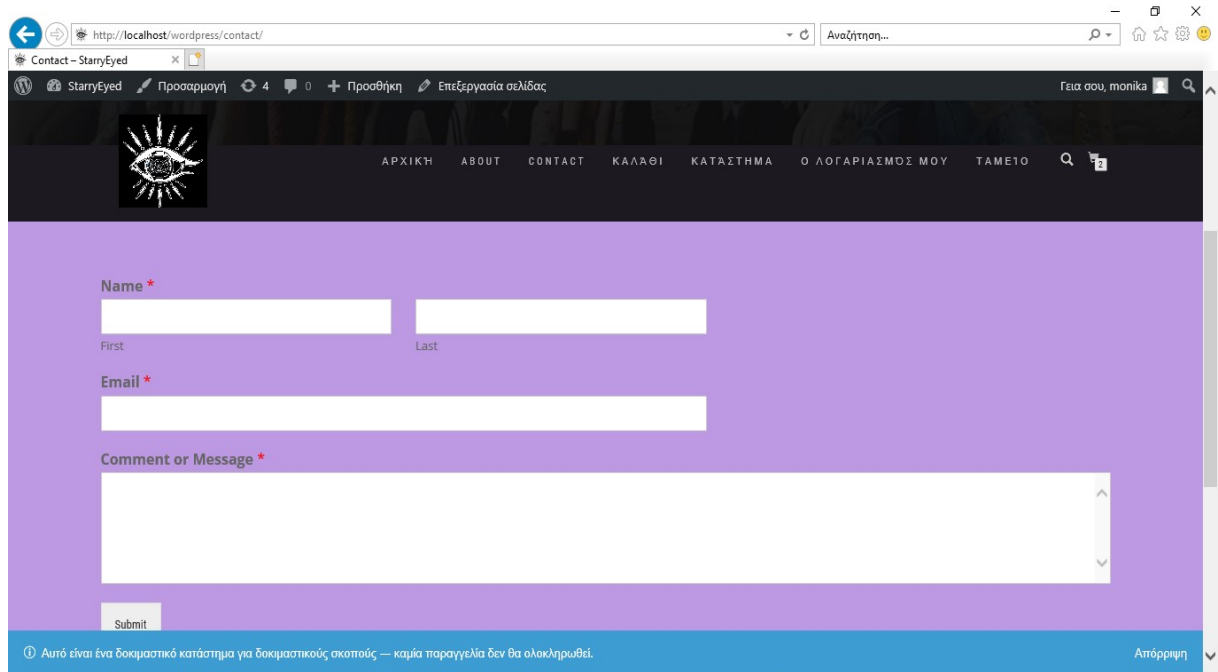 http://localhost/wordpress/contact/
Αναζήτηση...
Contact – StarryEyed
StarryEyed Προσαρμογή 4 0 Προσθήκη Επεξεργασία σελίδας Γεια σου, monika
ΑΡΧΙΚΉ ABOUT CONTACT ΚΑΛΆΘΙ ΚΑΤΆΣΤΗΜΑ Ο ΛΟΓΑΡΙΑΣΜΌΣ ΜΟΥ ΤΑΜΕΊΟ 2
Name *
First Last
Email *
Comment or Message *
Submit
Αυτό είναι ένα δοκιμαστικό κατάστημα για δοκιμαστικούς σκοπούς — καμία παραγγελία δεν θα ολοκληρωθεί. Απόρριψη